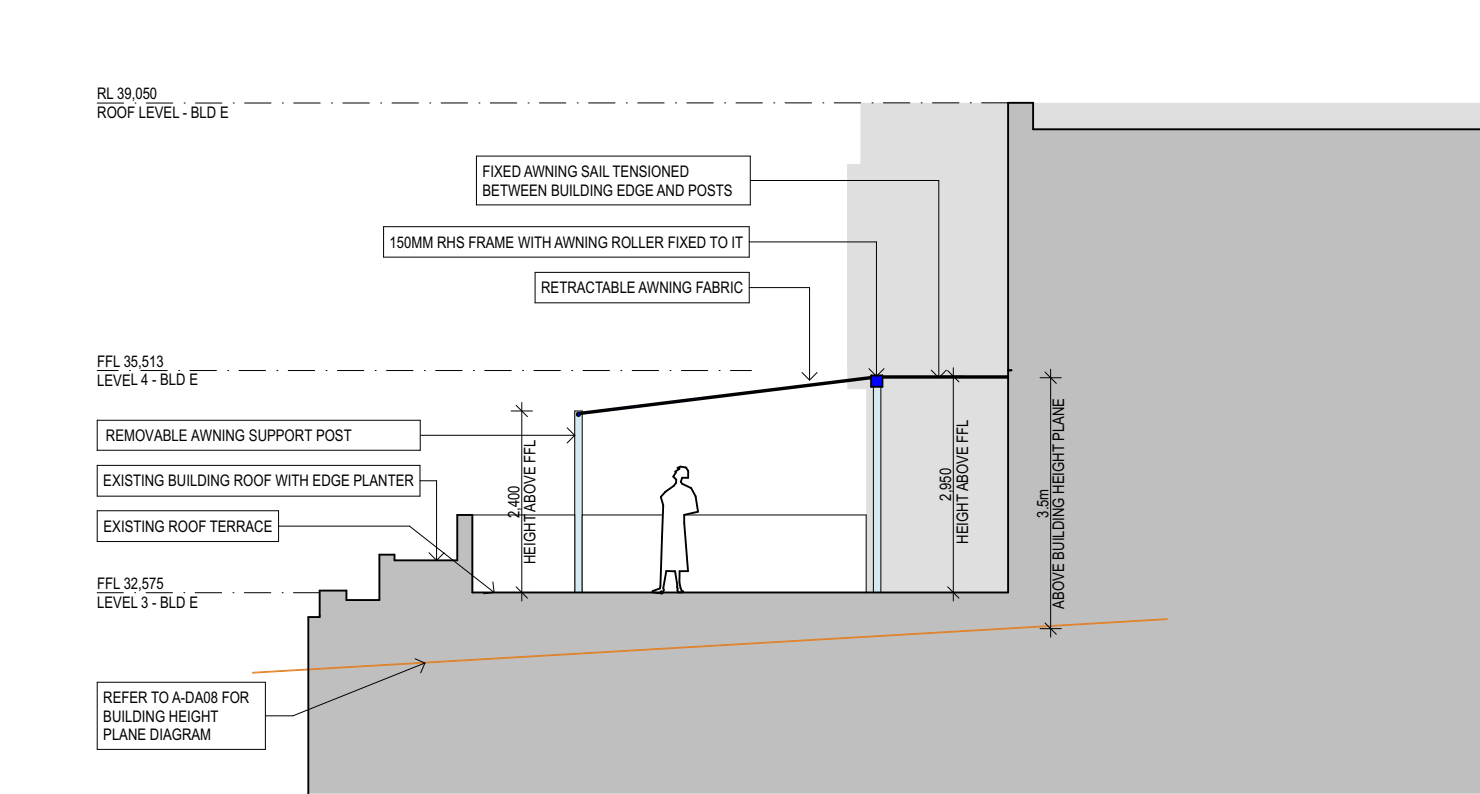 RL 39,050
ROOF LEVEL - BLD E
FIXED AWNING SAIL TENSIONED
BETWEEN BUILDING EDGE AND POSTS
150MM RHS FRAME WITH AWNING ROLLER FIXED TO IT
RETRACTABLE AWNING FABRIC
FFL 35,513
LEVEL 4 - BLD E
REMOVABLE AWNING SUPPORT POST
EXISTING BUILDING ROOF WITH EDGE PLANTER
EXISTING ROOF TERRACE
2,400
HEIGHT ABOVE FFL
2,950
HEIGHT ABOVE FFL
3.5m
ABOVE BUILDING HEIGHT PLANE
FFL 32,575
LEVEL 3 - BLD E
REFER TO A-DA08 FOR
BUILDING HEIGHT
PLANE DIAGRAM